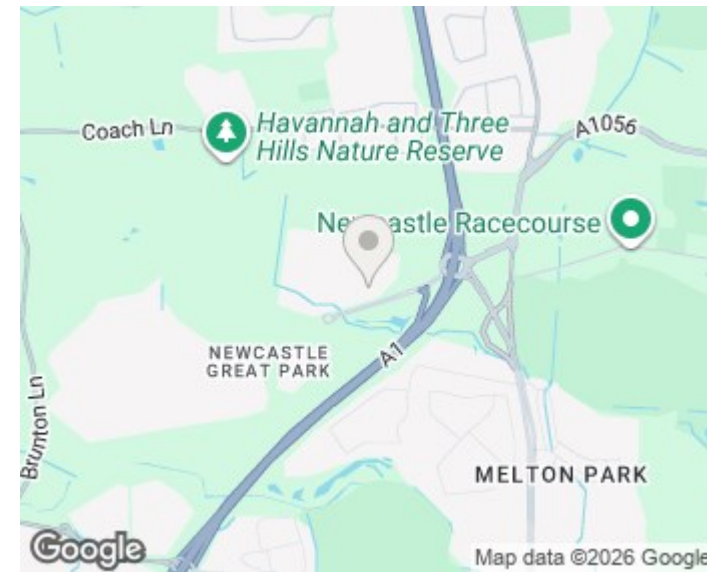 Coach Ln
Havannah and Three
Hills Nature Reserve
A1056
Newcastle Racecourse
NEWCASTLE
GREAT PARK
A1
Brunton Ln
MELTON PARK
Google
Map data ©2026 Google